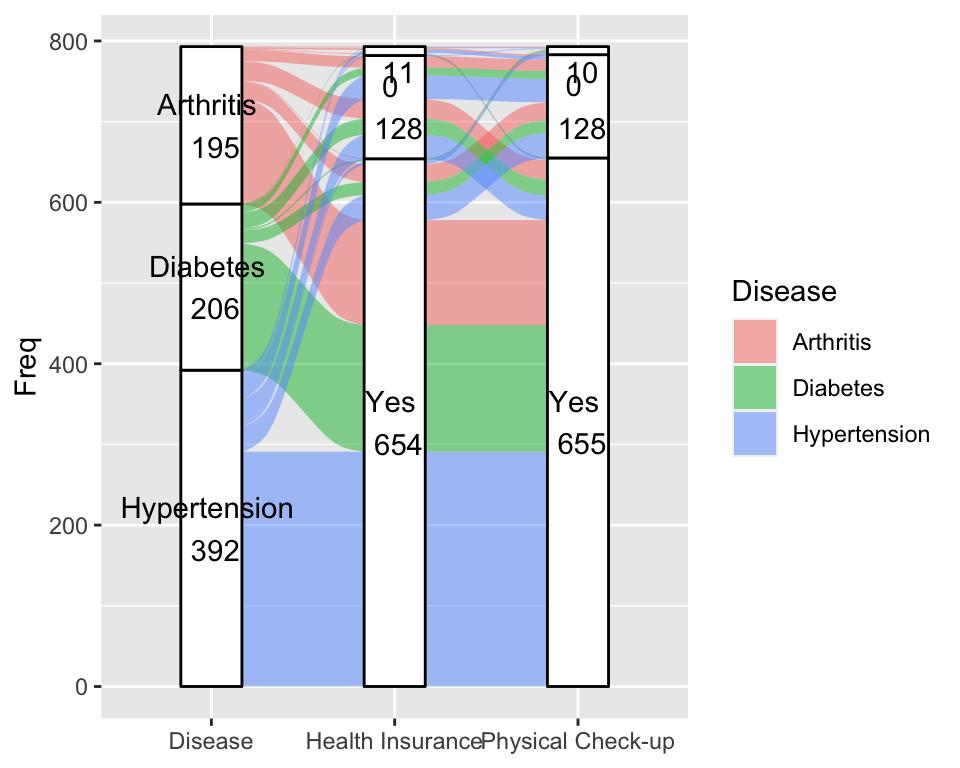 800
600
400
200
0
Freq
Arthritis
195
Diabetes
206
Hypertension
392
11
0
128
Yes
654
10
0
128
Yes
655
Disease
Health Insurance
Physical Check-up
Disease
Arthritis
Diabetes
Hypertension